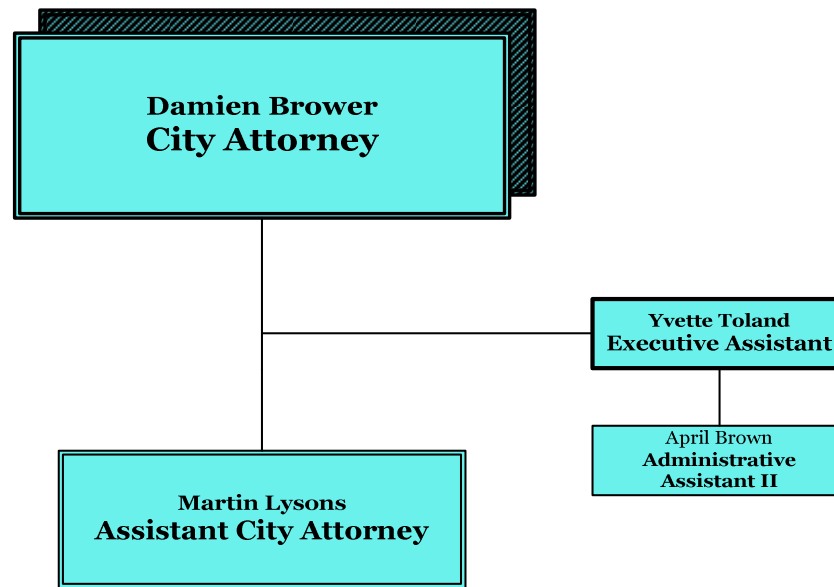 Damien Brower
City Attorney
Yvette Toland
Executive Assistant
April Brown
Administrative
Assistant II
Martin Lysons
Assistant City Attorney